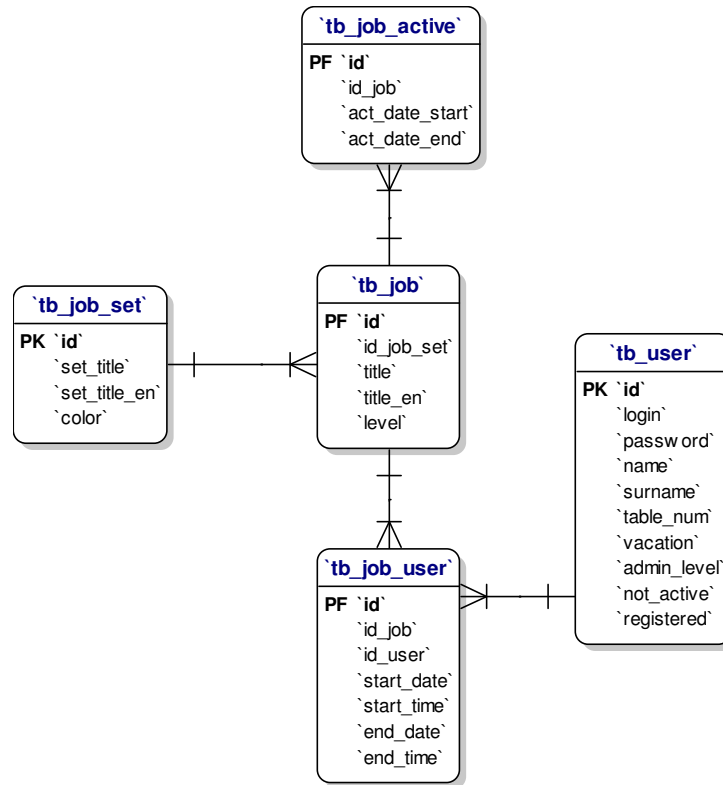 `tb_job_active`
PF `id`
`id_job`
`act_date_start`
`act_date_end`
`tb_job_set`
PK `id`
`set_title`
`set_title_en`
`color`
`tb_job`
PF `id`
`id_job_set`
`title`
`title_en`
`level`
`tb_user`
PK `id`
`login`
`password`
`name`
`surname`
`table_num`
`vacation`
`admin_level`
`not_active`
`registered`
`tb_job_user`
PF `id`
`id_job`
`id_user`
`start_date`
`start_time`
`end_date`
`end_time`